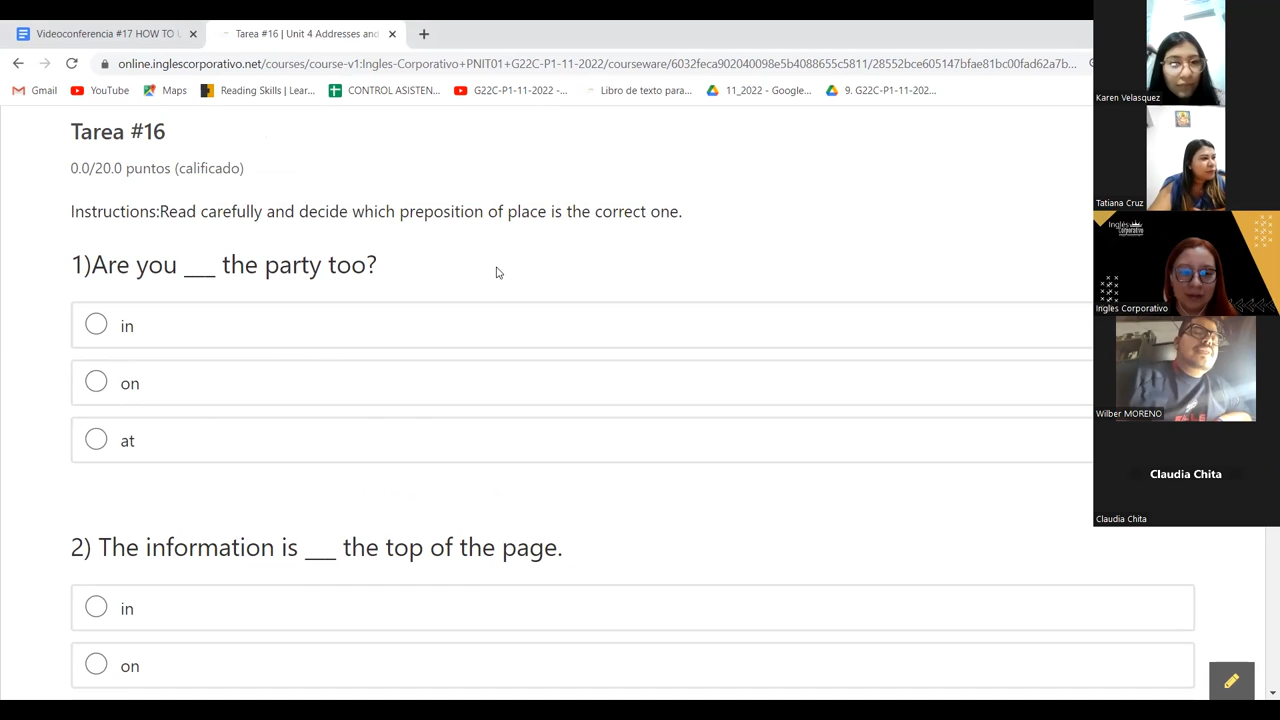 Videoconferencia #17 HOW TO
Tarea #16 | Unit 4 Addresses and
online.inglescorporativo.net/courses/course-v1:Ingles-Corporativo+NIT01+G22C-P1-11-2022/courseware/6032feca902040098e5b4088655c5811/28552bce605147bfae81bc00fad62a7b...
Gmail
YouTube
Maps
Reading Skills | Lear...
CONTROL ASISTEN...
G22C-P1-11-2022 -...
Libro de texto para...
11_2022 - Google...
9. G22C-P1-11-202...
Tarea #16
0.0/20.0 puntos (calificado)
Instructions:Read carefully and decide which preposition of place is the correct one.
1)Are you ___ the party too?
in
on
at
2) The information is ___ the top of the page.
in
on
Karen Velasquez
Tatiana Cruz
Inglés
Corporativo
Ingles Corporativo
Wilber MORENO
Claudia Chita
Claudia Chita